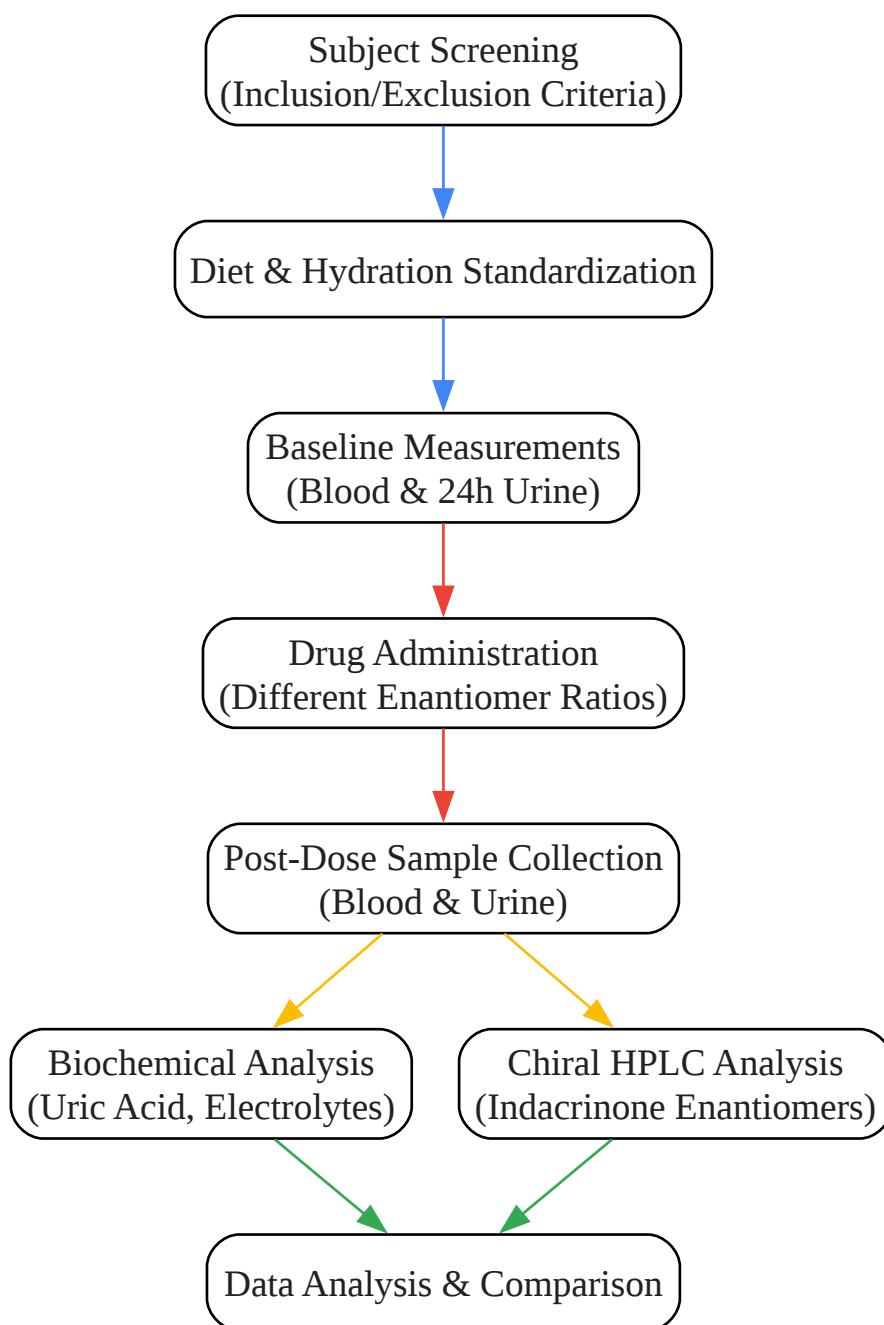 Subject Screening
(Inclusion/Exclusion Criteria)
Diet & Hydration Standardization
Baseline Measurements
(Blood & 24h Urine)
Drug Administration
(Different Enantiomer Ratios)
Post-Dose Sample Collection
(Blood & Urine)
Biochemical Analysis
(Uric Acid, Electrolytes)
Chiral HPLC Analysis
(Indacrinone Enantiomers)
Data Analysis & Comparison